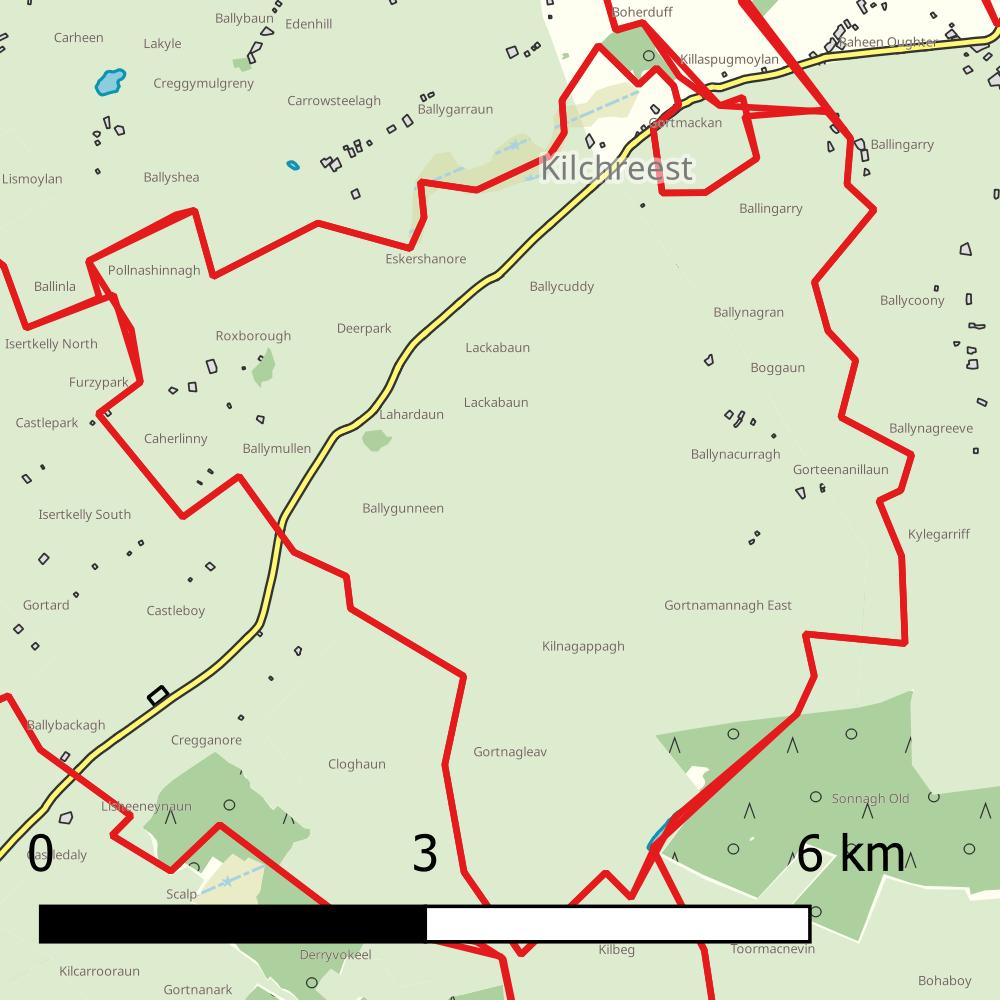 Boherduff
Ballybaun
Edenhill
Carheen
Lakyle
Baheen Oughter
Killaspugmoylan
Creggymulgreny
Carrowsteelagh
Ballygarraun
Gortmackan
Ballingarry
Kilchreest
Lismoylan
Ballyshea
Ballingarry
Eskershanore
Pollnashinnagh
Ballinla
Ballycuddy
Ballycoony
Ballynagran
Deerpark
Roxborough
Isertkelly North
Lackabaun
Boggaun
Furzypark
Lackabaun
Lahardaun
Castlepark
Ballynagreeve
Caherlinny
Ballymullen
Ballynacurragh
Gorteenanillaun
Ballygunneen
Isertkelly South
Kylegarriff
Gortard
Castleboy
Gortnamannagh East
Kilnagappagh
Ballybackagh
Cregganore
Gortnagleav
Cloghaun
Sonnagh Old
Lisheeneynaun
Castledaly
0 3 6 km
Scalp
Kilbeg
Toormacnevin
Derryvokeel
Kilcarrooraun
Bohaboy
Gortnanark